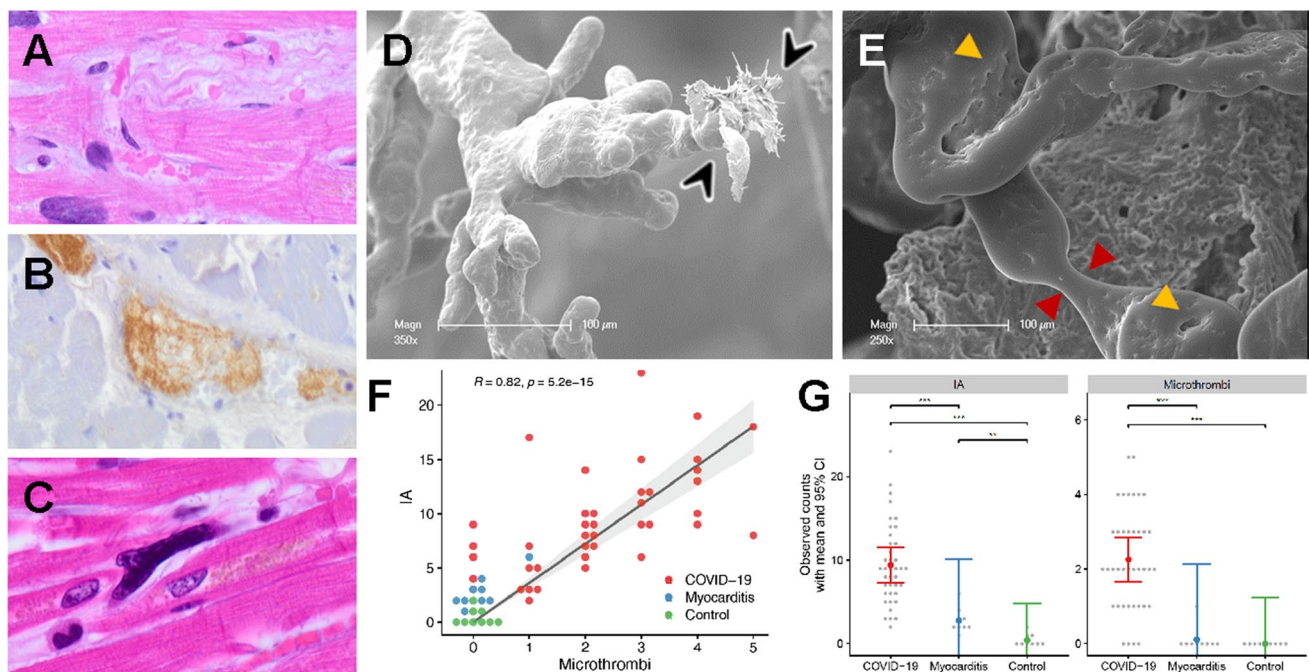 A
B
C
D
Magn
350x
100 µm
E
Magn
250x
100 µm
F
R = 0.82, p = 5.2e−15
IA
20
15
10
5
0
0 1 2 3 4 5
Microthrombi
COVID−19
Myocarditis
Control
G
IA
Microthrombi
***
***
**
***
***
Observed counts
with mean and 95% CI
20
10
0
6
4
2
0
COVID−19 Myocarditis Control
COVID−19 Myocarditis Control